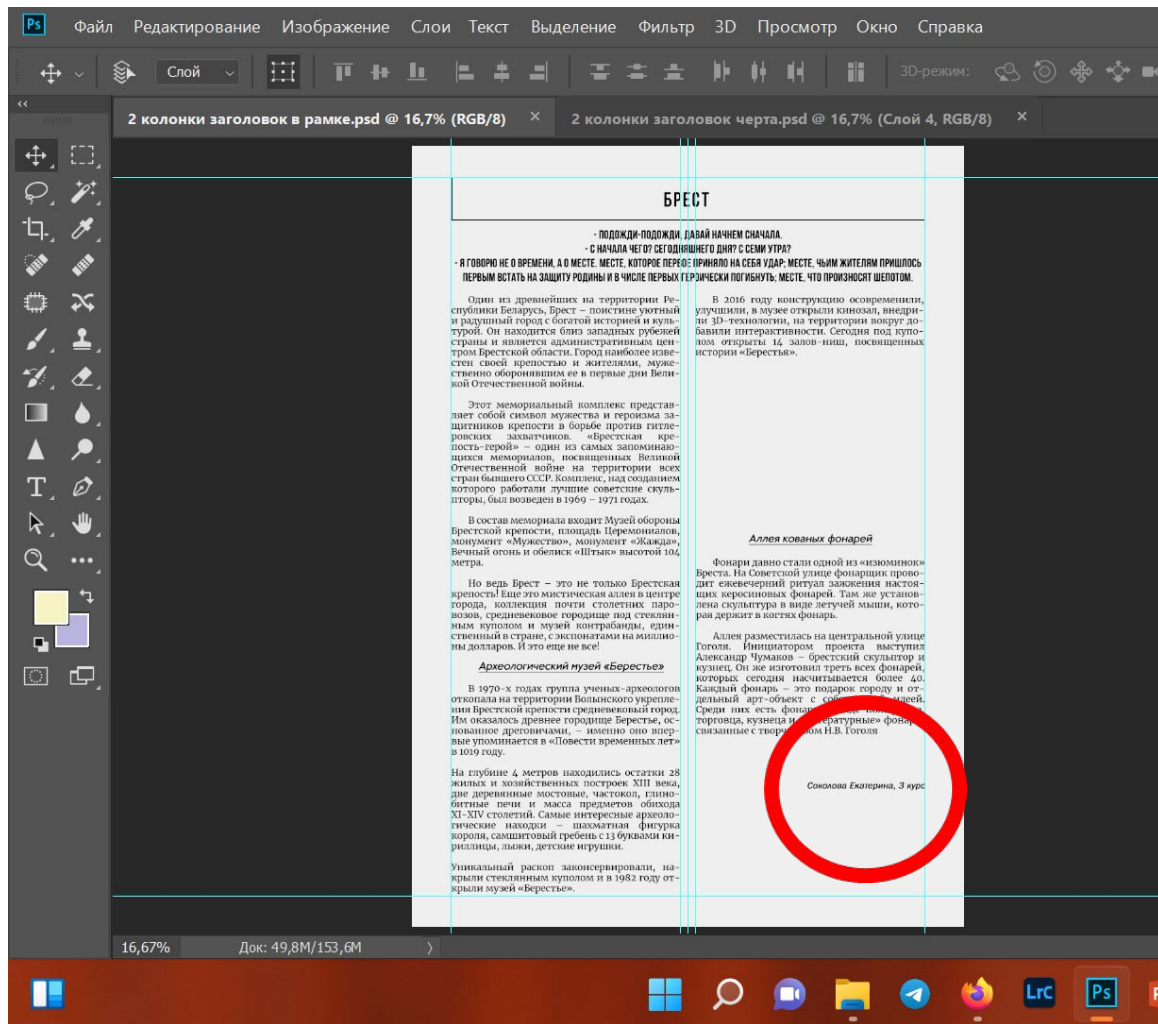 Ps Файл Редактирование Изображение Слои Текст Выделение Фильтр 3D Просмотр Окно Справка
Слой 3D-режим:
2 колонки заголовок в рамке.psd @ 16,7% (RGB/8) × 2 колонки заголовок черта.psd @ 16,7% (Слой 4, RGB/8) ×
БРЕСТ
- ПОДОЖДИ-ПОДОЖДИ, ДАВАЙ НАЧНЕМ СНАЧАЛА.
- С НАЧАЛА ЧЕГО? СЕГОДНЯШНЕГО ДНЯ? С СЕМИ УТРА?
- Я ГОВОРЮ НЕ О ВРЕМЕНИ, А О МЕСТЕ. МЕСТЕ, КОТОРОЕ ПЕРВОЕ ПРИНЯЛО НА СЕБЯ УДАР; МЕСТЕ, ЧЬИМ ЖИТЕЛЯМ ПРИШЛОСЬ
ПЕРВЫМ ВСТАТЬ НА ЗАЩИТУ РОДИНЫ И В ЧИСЛЕ ПЕРВЫХ ГЕРОИЧЕСКИ ПОГИБНУТЬ; МЕСТЕ, ЧТО ПРОИЗНОСЯТ ШЕПОТОМ.
Один из древнейших на территории Ре-
спублики Беларусь, Брест – поистине уютный
и радушный город с богатой историей и куль-
турой. Он находится близ западных рубежей
страны и является административным цен-
тром Брестской области. Город наиболее изве-
стен своей крепостью и жителями, муже-
ственно оборонявшим ее в первые дни Вели-
кой Отечественной войны.
Этот мемориальный комплекс представ-
ляет собой символ мужества и героизма за-
щитников крепости в борьбе против гитле-
ровских захватчиков. «Брестская кре-
пость-герой» – один из самых запоминаю-
щихся мемориалов, посвященных Великой
Отечественной войне на территории всех
стран бывшего СССР. Комплекс, над созданием
которого работали лучшие советские скуль-
пторы, был возведен в 1969 – 1971 годах.
В состав мемориала входит Музей обороны
Брестской крепости, площадь Церемониалов,
монумент «Мужество», монумент «Жажда»,
Вечный огонь и обелиск «Штык» высотой 104
метра.
Но ведь Брест – это не только Брестская
крепость! Еще это мистическая аллея в центре
города, коллекция почти столетних паро-
возов, средневековое городище под стеклян-
ным куполом и музей контрабанды, един-
ственный в стране, с экспонатами на миллио-
ны долларов. И это еще не все!
Археологический музей «Берестье»
В 1970-х годах группа ученых-археологов
откопала на территории Волынского укрепле-
ния Брестской крепости средневековый город.
Им оказалось древнее городище Берестье, ос-
нованное дреговичами, – именно оно впер-
вые упоминается в «Повести временных лет»
в 1019 году.
На глубине 4 метров находились остатки 28
жилых и хозяйственных построек XIII века,
две деревянные мостовые, частокол, глино-
битные печи и масса предметов обихода
XI-XIV столетий. Самые интересные археоло-
гические находки – шахматная фигурка
короля, самшитовый гребень с 13 буквами ки-
риллицы, лыжи, детские игрушки.
Уникальный раскоп законсервировали, на-
крыли стеклянным куполом и в 1982 году от-
крыли музей «Берестье».
В 2016 году конструкцию осовременили,
улучшили, в музее открыли кинозал, внедри-
ли 3D-технологии, на территории вокруг до-
бавили интерактивности. Сегодня под купо-
лом открыты 14 залов-ниш, посвященных
истории «Берестья».
Аллея кованых фонарей
Фонари давно стали одной из «изюминок»
Бреста. На Советской улице фонарщик прово-
дит ежевечерний ритуал зажжения настоя-
щих керосиновых фонарей. Там же установ-
лена скульптура в виде летучей мыши, кото-
рая держит в когтях фонарь.
Аллея разместилась на центральной улице
Гоголя. Инициатором проекта выступил
Александр Чумаков – брестский скульптор и
кузнец. Он же изготовил треть всех фонарей,
которых сегодня насчитывается более 40.
Каждый фонарь – это подарок городу и от-
дельный арт-объект с идеей.
Среди них есть
торговца, кузнеца и
связанные с Н.В. Гоголя
Соколова Екатерина, 3 курс
16,67% Док: 49,8M/153,6M
LrC Ps